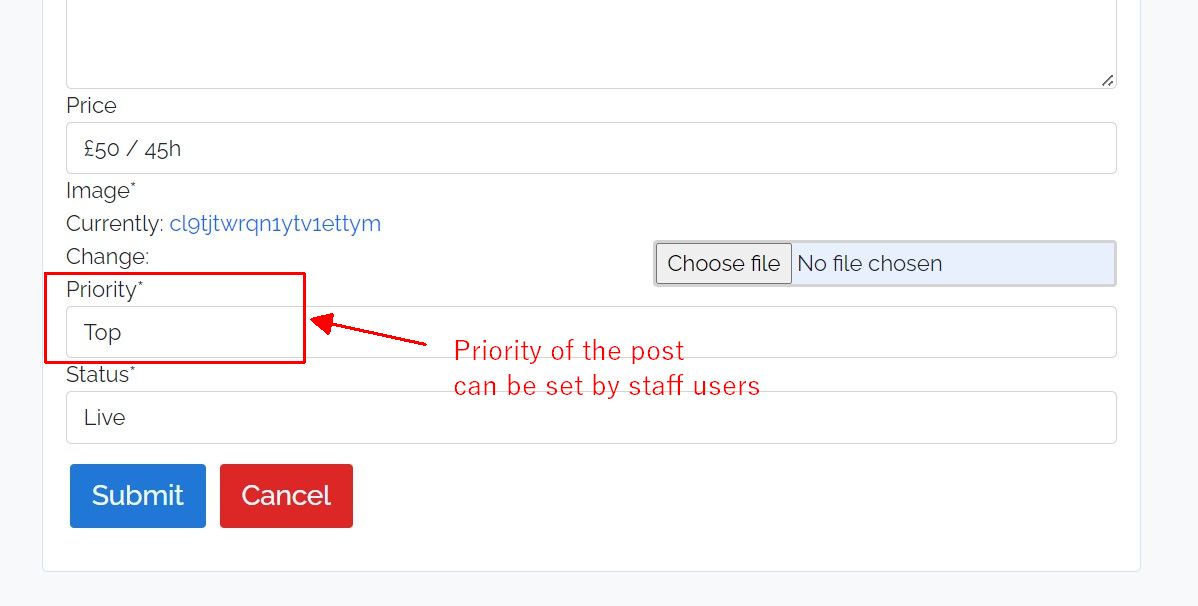 Price
£50 / 45h
Image*
Currently: cl9tjtwrqn1ytv1ettym
Change:
Choose file No file chosen
Priority*
Top
Priority of the post
can be set by staff users
Status*
Live
Submit Cancel